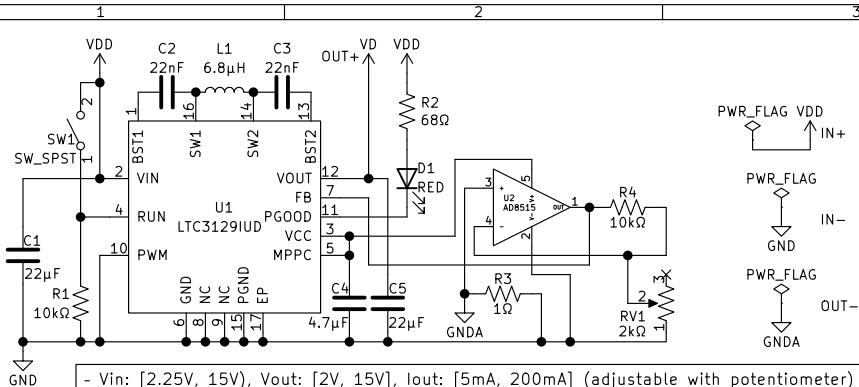 1 2 3
VDD
C2
22nF
L1
6.8µH
C3
22nF
OUT+
VD
VDD
R2
68Ω
D1
RED
SW1
SW_SPST
2
1
1 BST1
16 SW1
14 SW2
13 BST2
2 VIN
4 RUN
10 PWM
U1
LTC3129IUD
VOUT 12
FB 7
PGOOD 11
VCC 3
MPPC 5
GND 6
NC 8
NC 9
PGND 15
EP 17
C1
22µF
R1
10kΩ
GND
C4
4.7µF
C5
22µF
3 +
4 -
U2
AD8515
5 V+
2 V-
OUT 1
R4
10kΩ
R3
1Ω
GNDA
RV1
2kΩ
3
2
1
PWR_FLAG VDD
IN+
PWR_FLAG
IN-
GND
PWR_FLAG
OUT-
GNDA
- Vin: [2.25V, 15V), Vout: [2V, 15V], Iout: [5mA, 200mA] (adjustable with potentiometer)